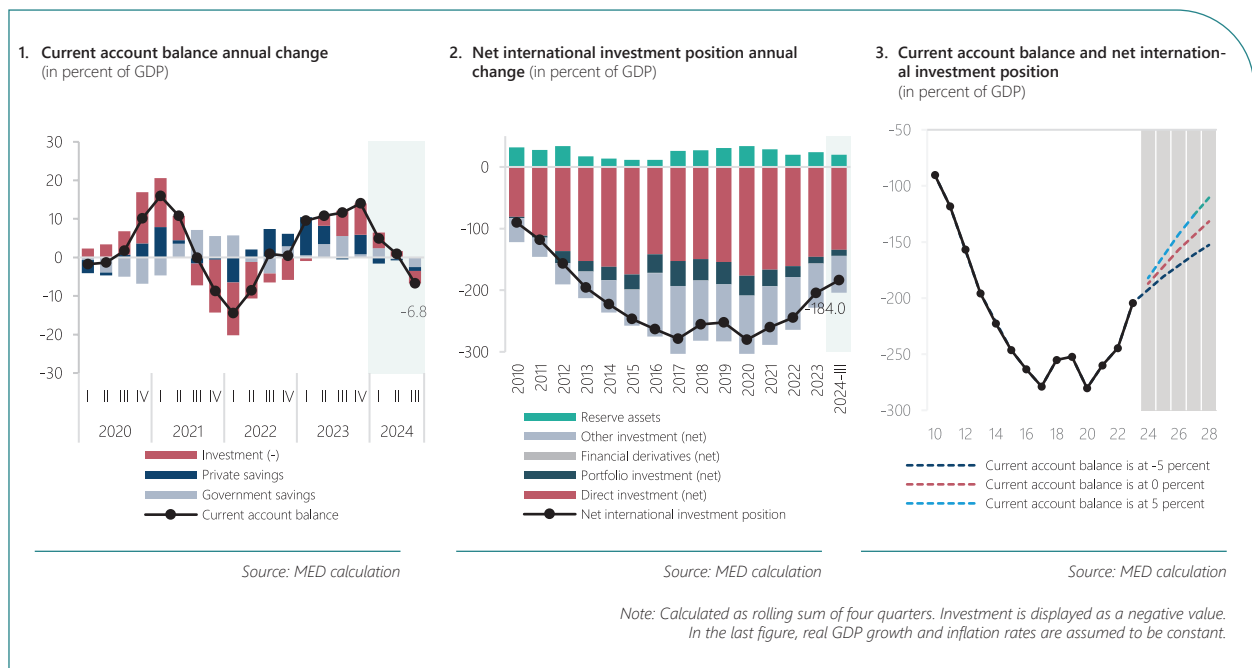 1. Current account balance annual change
(in percent of GDP)
30
20
10
0
-10
-20
-30
-6.8
I II III IV I II III IV I II III IV I II III IV I II III
2020 2021 2022 2023 2024
Investment (-)
Private savings
Government savings
Current account balance
Source: MED calculation
2. Net international investment position annual
change (in percent of GDP)
0
-100
-200
-300
-184.0
2010 2011 2012 2013 2014 2015 2016 2017 2018 2019 2020 2021 2022 2023 2024-III
Reserve assets
Other investment (net)
Financial derivatives (net)
Portfolio investment (net)
Direct investment (net)
Net international investment position
Source: MED calculation
3. Current account balance and net internation-
al investment position
(in percent of GDP)
-50
-100
-150
-200
-250
-300
10 12 14 16 18 20 22 24 26 28
Current account balance is at -5 percent
Current account balance is at 0 percent
Current account balance is at 5 percent
Source: MED calculation
Note: Calculated as rolling sum of four quarters. Investment is displayed as a negative value.
In the last figure, real GDP growth and inflation rates are assumed to be constant.